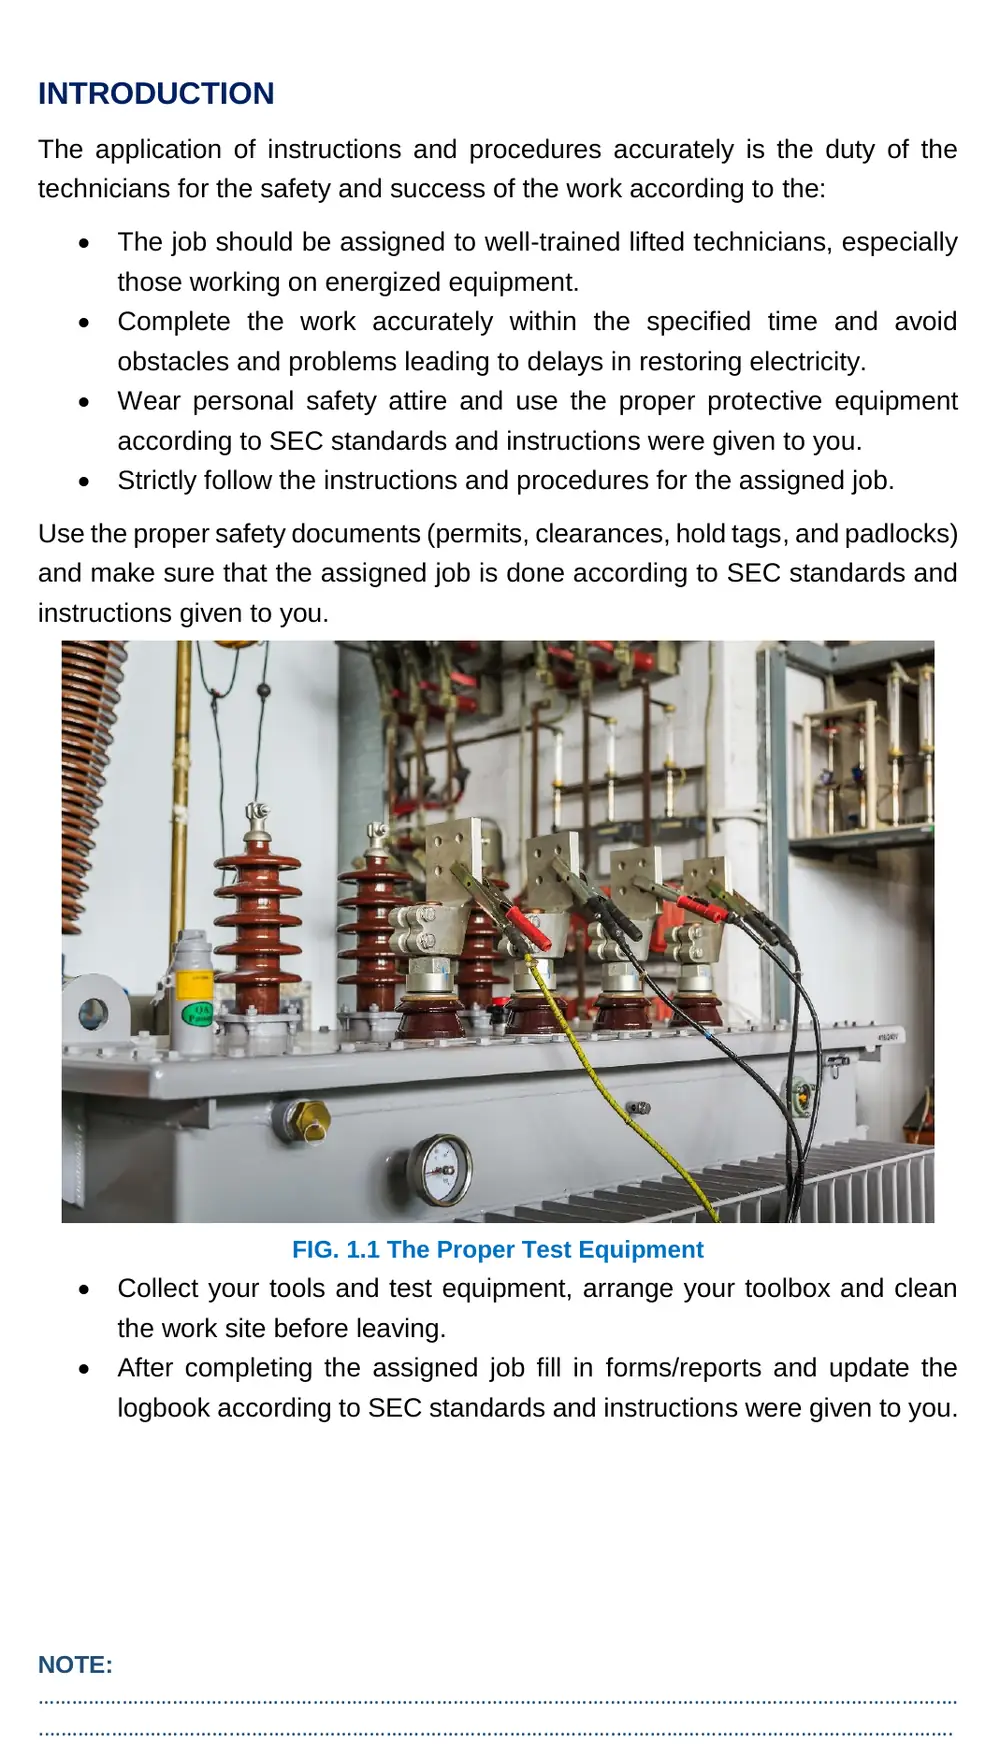 INTRODUCTION
The application of instructions and procedures accurately is the duty of the
technicians for the safety and success of the work according to the:
• The job should be assigned to well-trained lifted technicians, especially
those working on energized equipment.
• Complete the work accurately within the specified time and avoid
obstacles and problems leading to delays in restoring electricity.
• Wear personal safety attire and use the proper protective equipment
according to SEC standards and instructions were given to you.
• Strictly follow the instructions and procedures for the assigned job.
Use the proper safety documents (permits, clearances, hold tags, and padlocks)
and make sure that the assigned job is done according to SEC standards and
instructions given to you.
FIG. 1.1 The Proper Test Equipment
• Collect your tools and test equipment, arrange your toolbox and clean
the work site before leaving.
• After completing the assigned job fill in forms/reports and update the
logbook according to SEC standards and instructions were given to you.
NOTE: